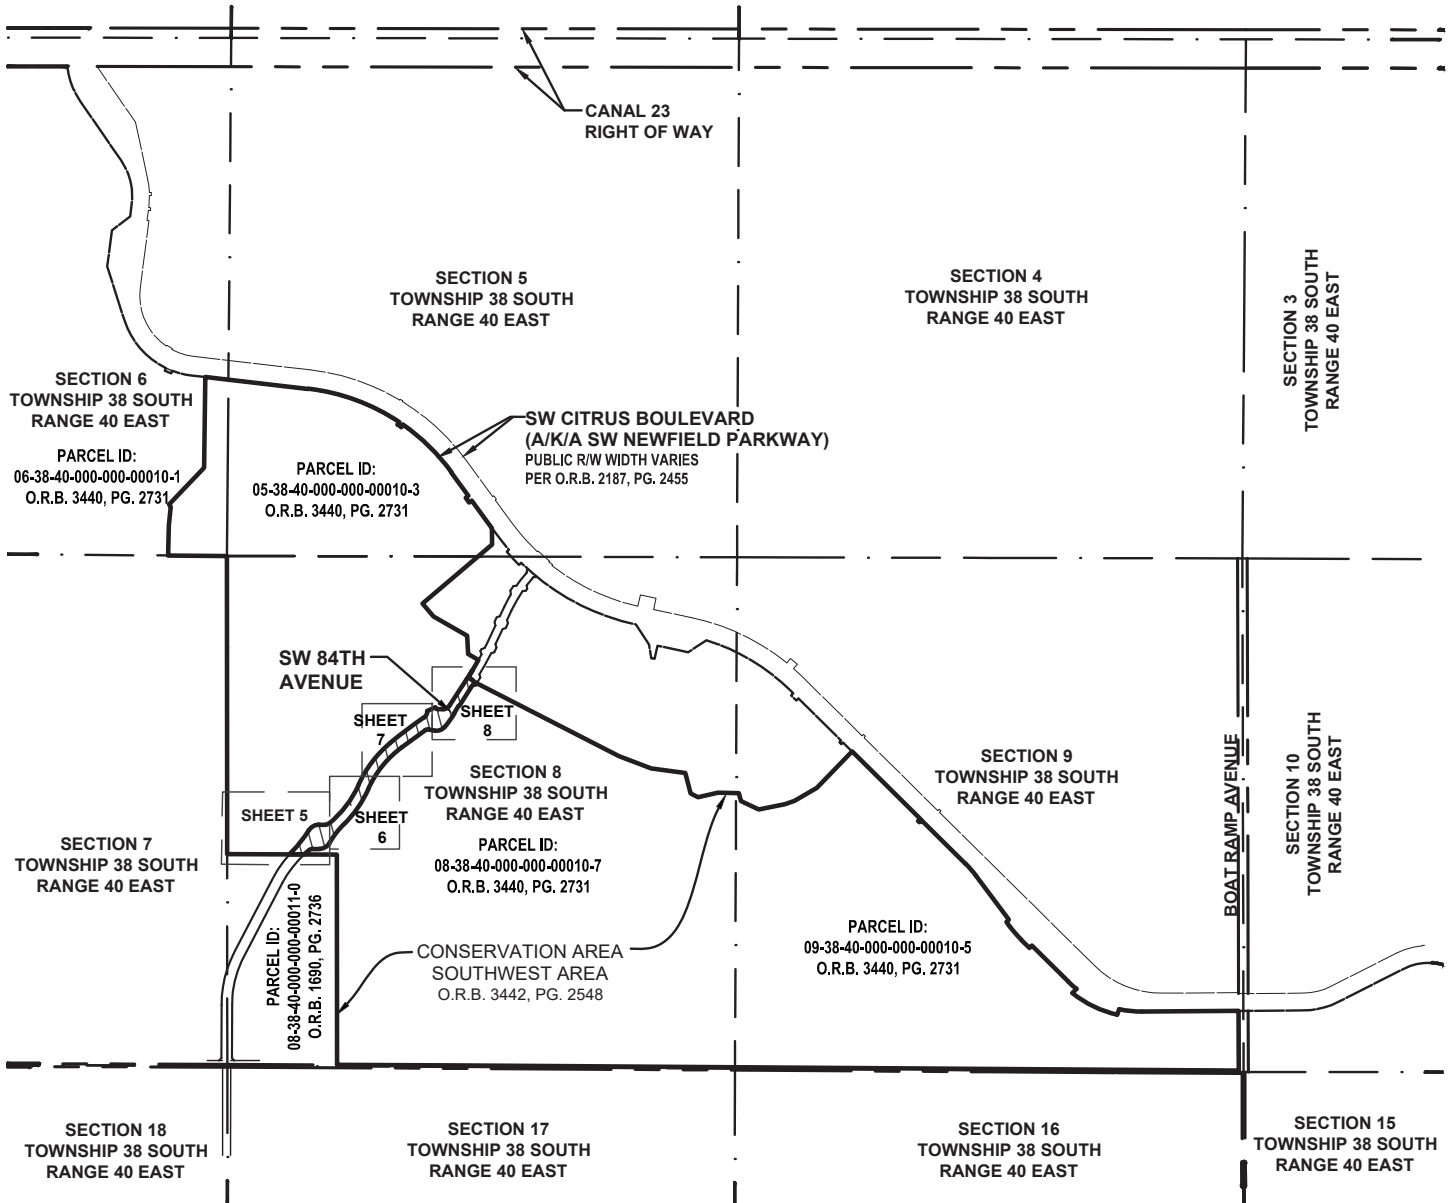 CANAL 23
RIGHT OF WAY
SECTION 5
TOWNSHIP 38 SOUTH
RANGE 40 EAST
SECTION 4
TOWNSHIP 38 SOUTH
RANGE 40 EAST
SECTION 3
TOWNSHIP 38 SOUTH
RANGE 40 EAST
SECTION 6
TOWNSHIP 38 SOUTH
RANGE 40 EAST
PARCEL ID:
06-38-40-000-000-00010-1
O.R.B. 3440, PG. 2731
PARCEL ID:
05-38-40-000-000-00010-3
O.R.B. 3440, PG. 2731
SW CITRUS BOULEVARD
(A/K/A SW NEWFIELD PARKWAY)
PUBLIC R/W WIDTH VARIES
PER O.R.B. 2187, PG. 2455
SW 84TH
AVENUE
SHEET
7
SHEET
8
SHEET 5
SHEET
6
SECTION 8
TOWNSHIP 38 SOUTH
RANGE 40 EAST
PARCEL ID:
08-38-40-000-000-00010-7
O.R.B. 3440, PG. 2731
SECTION 9
TOWNSHIP 38 SOUTH
RANGE 40 EAST
BOAT RAMP AVENUE
SECTION 10
TOWNSHIP 38 SOUTH
RANGE 40 EAST
SECTION 7
TOWNSHIP 38 SOUTH
RANGE 40 EAST
PARCEL ID:
08-38-40-000-000-00011-0
O.R.B. 1690, PG. 2736
CONSERVATION AREA
SOUTHWEST AREA
O.R.B. 3442, PG. 2548
PARCEL ID:
09-38-40-000-000-00010-5
O.R.B. 3440, PG. 2731
SECTION 18
TOWNSHIP 38 SOUTH
RANGE 40 EAST
SECTION 17
TOWNSHIP 38 SOUTH
RANGE 40 EAST
SECTION 16
TOWNSHIP 38 SOUTH
RANGE 40 EAST
SECTION 15
TOWNSHIP 38 SOUTH
RANGE 40 EAST